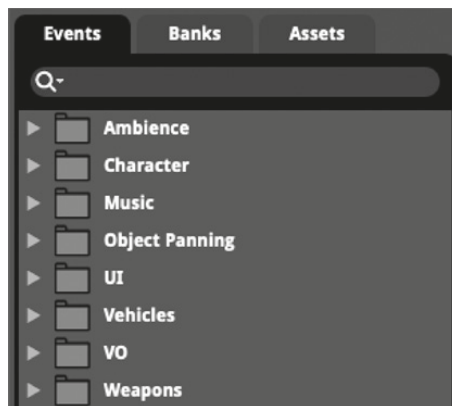 Events Banks Assets
Ambience
Character
Music
Object Panning
UI
Vehicles
VO
Weapons